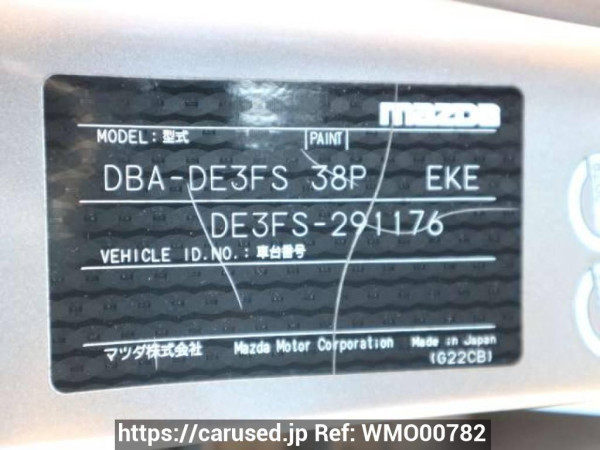 mazda
MODEL : 型式 PAINT
DBA-DE3FS 38P EKE
DE3FS-291176
VEHICLE ID.NO. : 車台番号
マツダ株式会社 Mazda Motor Corporation Made in Japan
(G22CB)
https://carused.jp Ref: WMO00782